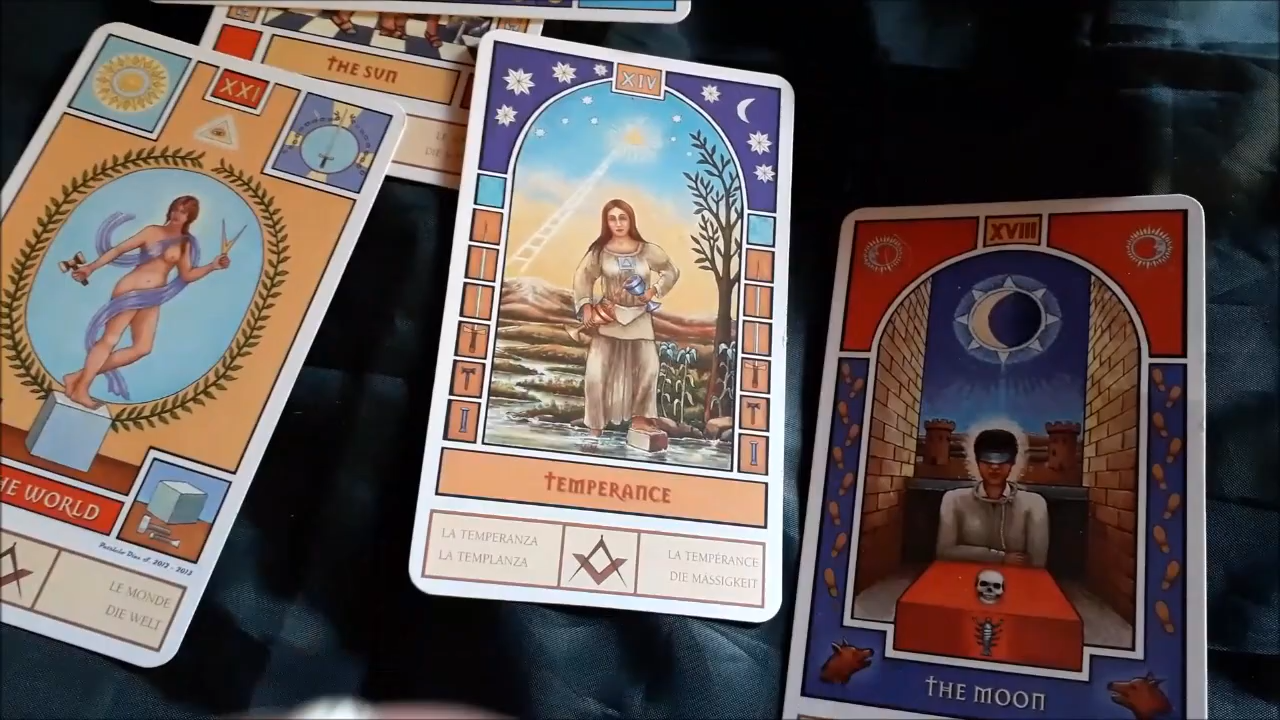 THE SUN
XXI
THE WORLD
LE MONDE
DIE WELT
XIV
TEMPERANCE
LA TEMPERANZA
LA TEMPLANZA
LA TEMPÉRANCE
DIE MÄSSIGKEIT
XVIII
THE MOON